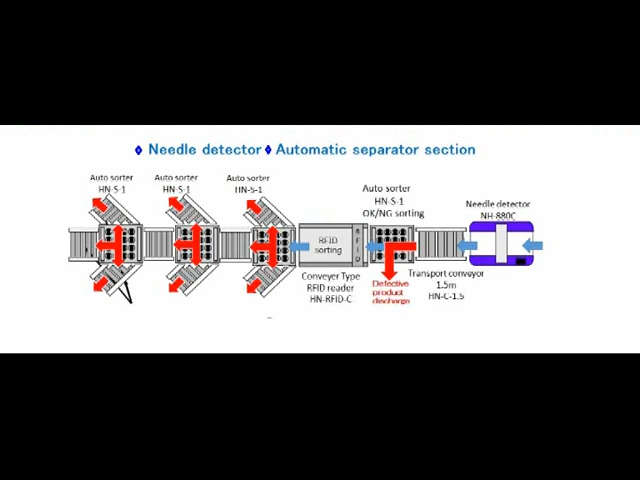 Needle detector Automatic separator section
Auto sorter
HN-S-1
Auto sorter
HN-S-1
Auto sorter
HN-S-1
Auto sorter
HN-S-1
OK/NG sorting
Needle detector
NH-880C
RFID
sorting
RFID
Conveyer Type
RFID reader
HN-RFID-C
Defective
product
discharge
Transport conveyor
1.5m
HN-C-1.5